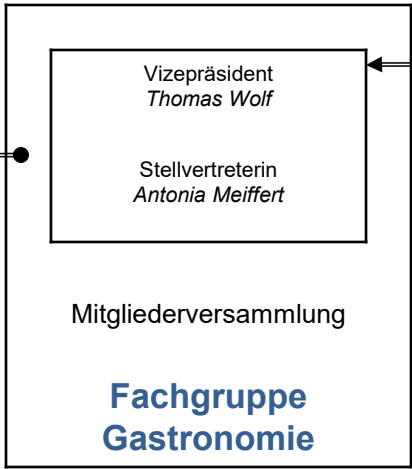 Vizepräsident
Thomas Wolf
Stellvertreterin
Antonia Meiffert
Mitgliederversammlung
Fachgruppe
Gastronomie